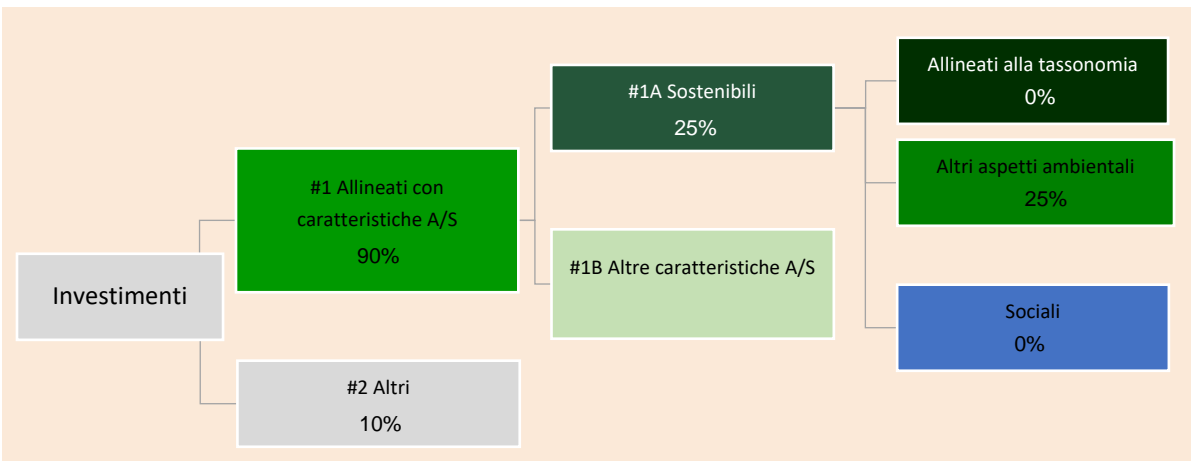 Investimenti
#1 Allineati con
caratteristiche A/S
90%
#2 Altri
10%
#1A Sostenibili
25%
#1B Altre caratteristiche A/S
Allineati alla tassonomia
0%
Altri aspetti ambientali
25%
Sociali
0%